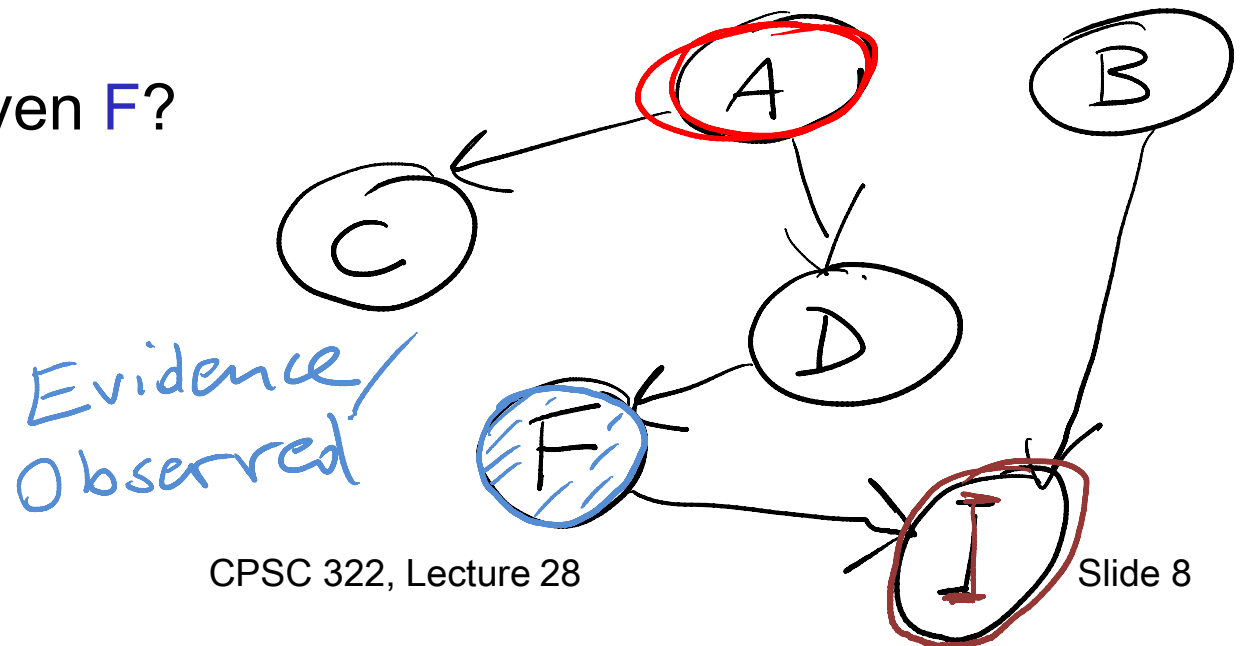 A
B
ven F?
C
D
Evidence/
Observed
F
I
CPSC 322, Lecture 28
Slide 8